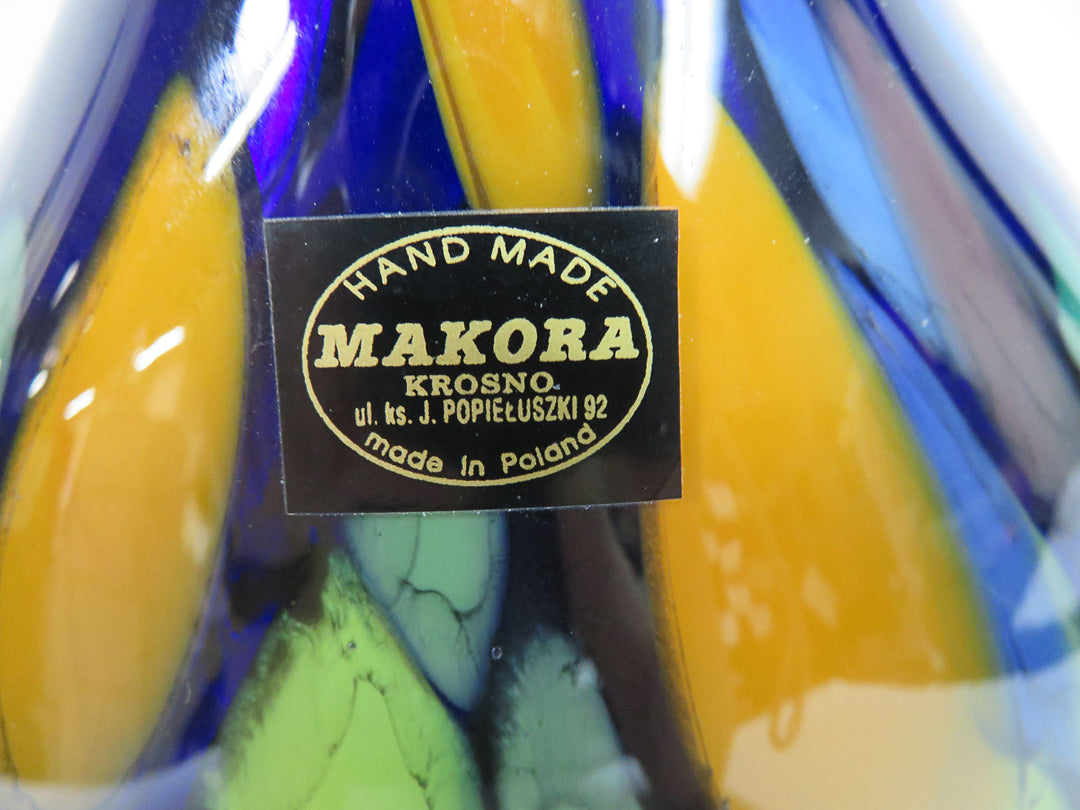 HAND MADE
MAKORA
KROSNO
ul. ks. J. POPIEŁUSZKI 92
made in Poland